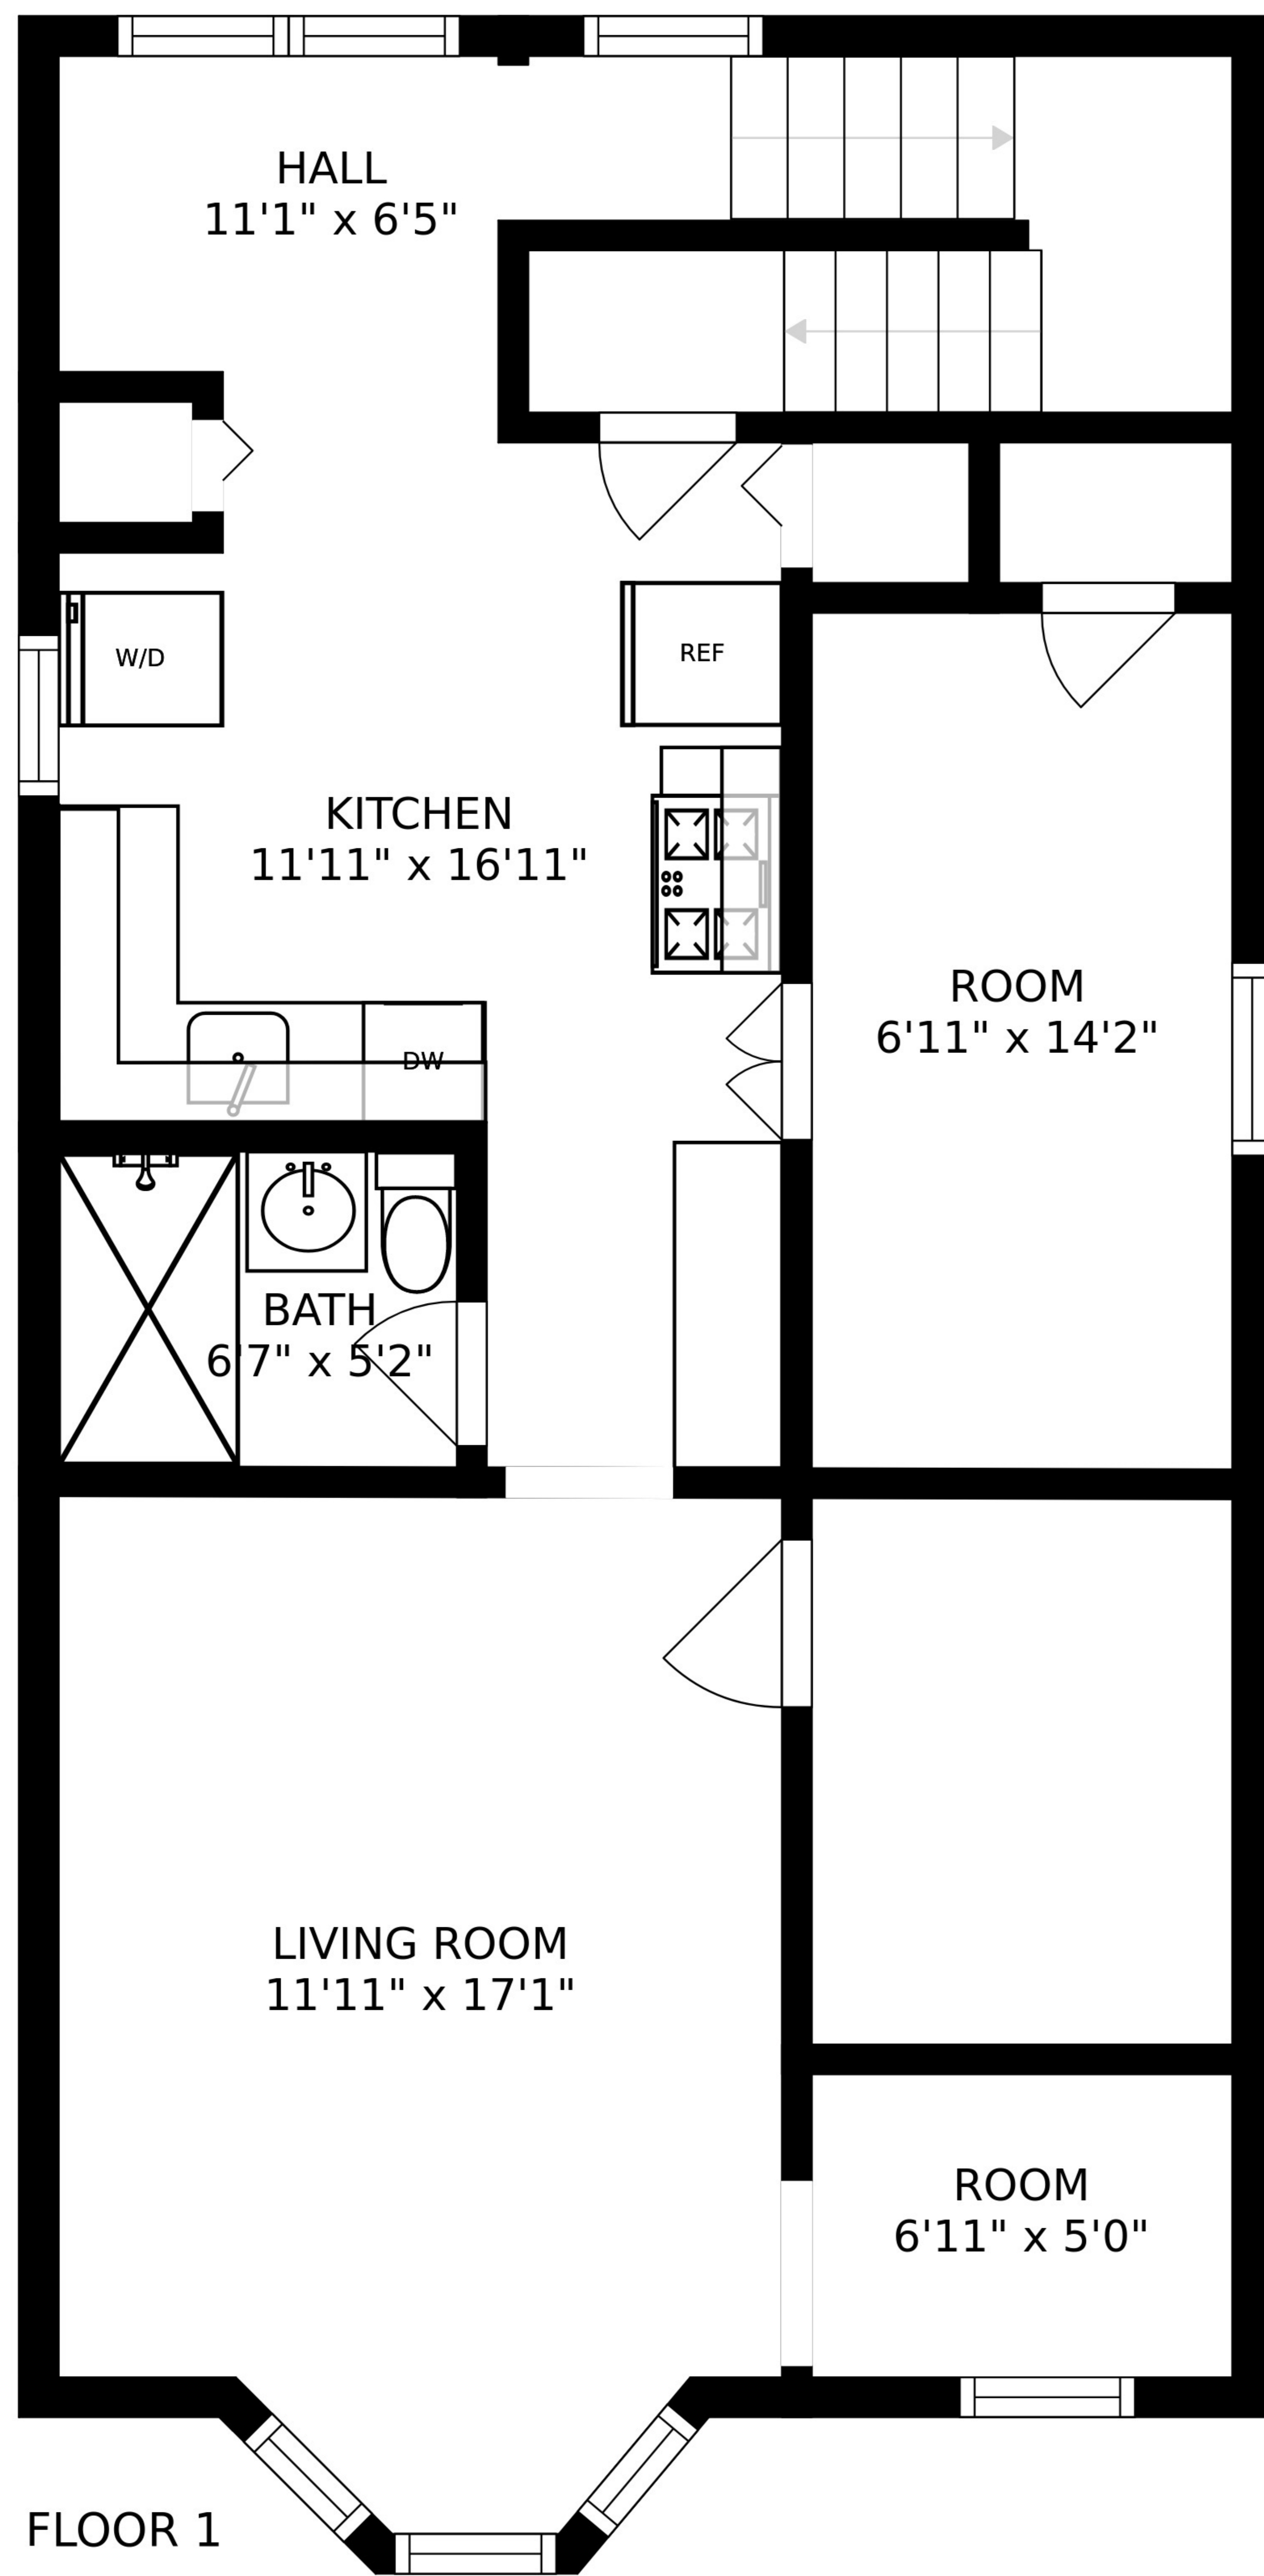 HALL
11'1" x 6'5"
W/D
REF
KITCHEN
11'11" x 16'11"
ROOM
6'11" x 14'2"
DW
BATH
6'7" x 5'2"
LIVING ROOM
11'11" x 17'1"
ROOM
6'11" x 5'0"
FLOOR 1